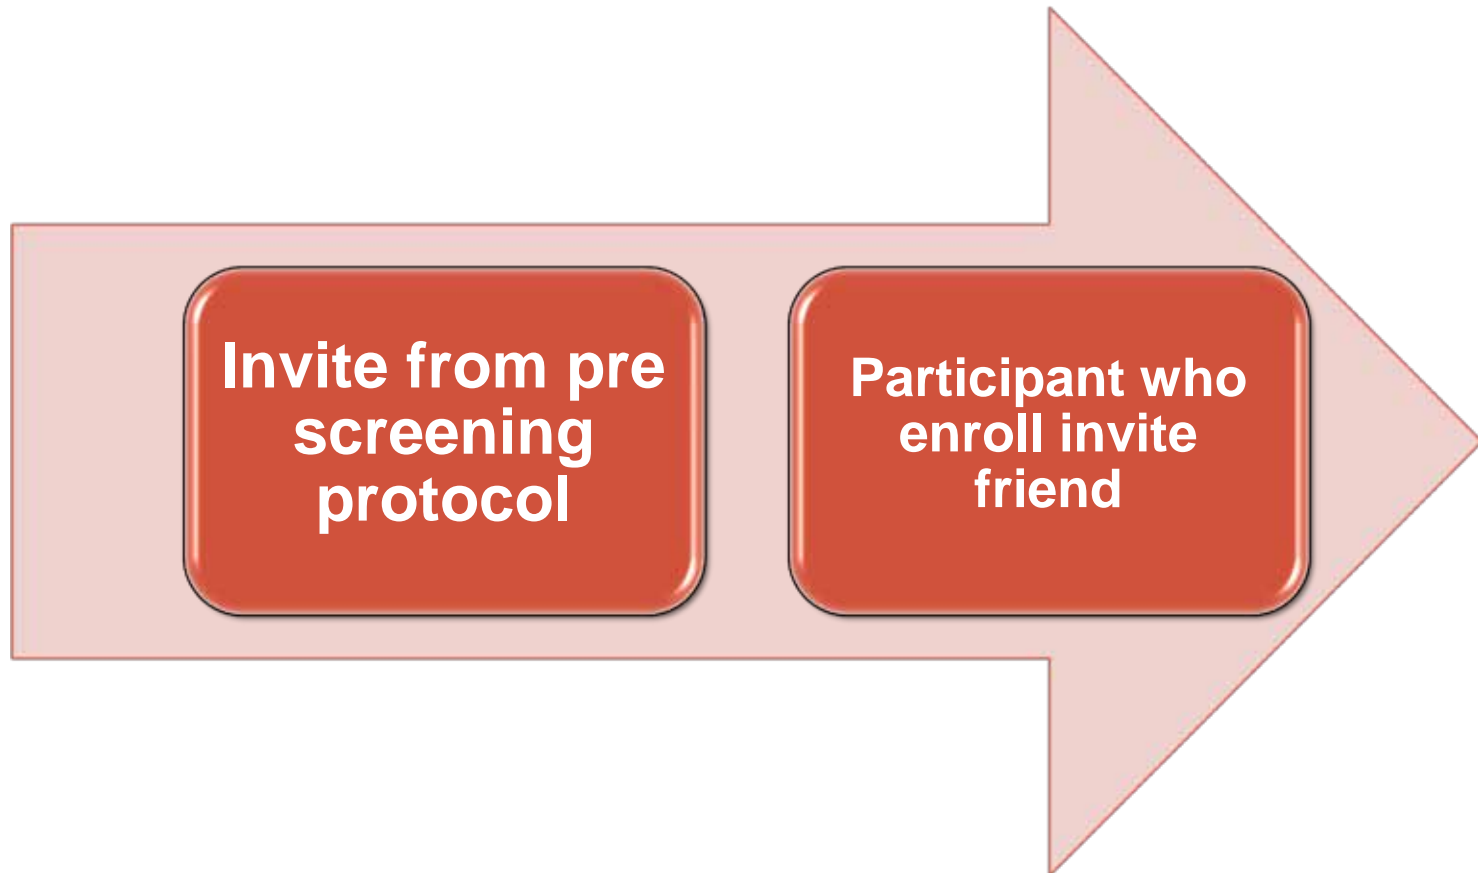 Invite from pre
screening
protocol
Participant who
enroll invite
friend